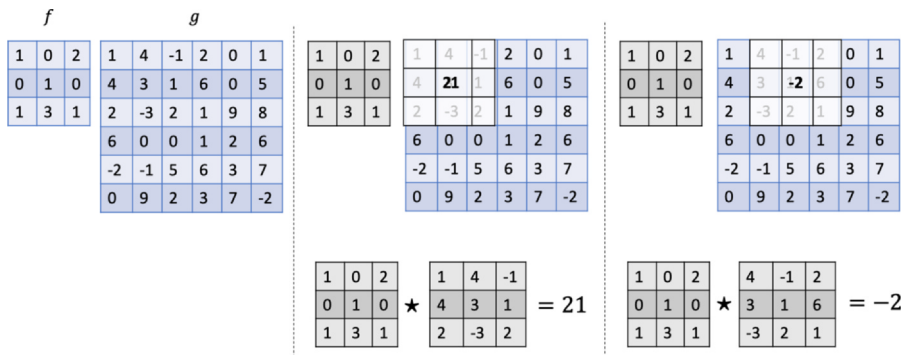 f g
1 0 2 1 4 -1 2 0 1 1 0 2 1 4 -1 2 0 1 1 0 2 1 4 -1 2 0 1
0 1 0 4 3 1 6 0 5 0 1 0 4 21 1 6 0 5 0 1 0 4 3 -2 6 0 5
1 3 1 2 -3 2 1 9 8 1 3 1 2 -3 2 1 9 8 1 3 1 2 -3 2 1 9 8
6 0 0 1 2 6 6 0 0 1 2 6 6 0 0 1 2 6
-2 -1 5 6 3 7 -2 -1 5 6 3 7 -2 -1 5 6 3 7
0 9 2 3 7 -2 0 9 2 3 7 -2 0 9 2 3 7 -2
1 0 2 1 4 -1 1 0 2 4 -1 2
0 1 0 ★ 4 3 1 = 21 0 1 0 ★ 3 1 6 = -2
1 3 1 2 -3 2 1 3 1 -3 2 1